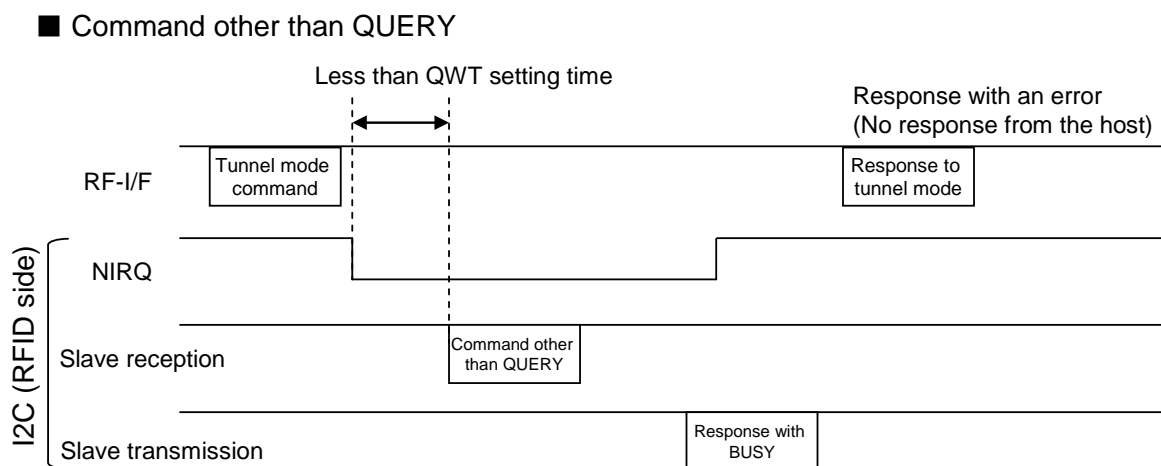 ■ Command other than QUERY
Less than QWT setting time
Response with an error
(No response from the host)
RF-I/F
Tunnel mode
command
Response to
tunnel mode
I2C (RFID side)
NIRQ
Slave reception
Command other
than QUERY
Slave transmission
Response with
BUSY